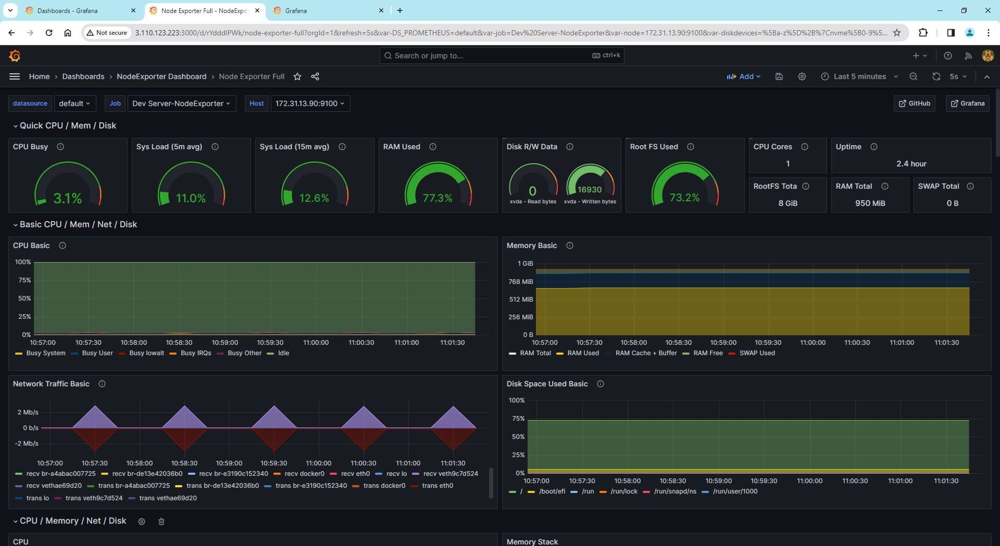 Dashboards - Grafana
Node Exporter Full - NodeExpo
Grafana
Not secure
3.110.123.223:3000/d/rYdddlPWk/node-exporter-full?orgId=1&refresh=5s&var-DS_PROMETHEUS=default&var-job=Dev%20Server-NodeExporter&var-node=172.31.13.90:9100&var-diskdevices=%5Ba-z%5D%2B%7Cnvme%5B0-9%5...
Search or jump to...
ctrl+k
Home › Dashboards › NodeExporter Dashboard › Node Exporter Full
Add
Last 5 minutes
5s
datasource default Job Dev Server-NodeExporter Host 172.31.13.90:9100
GitHub
Grafana
Quick CPU / Mem / Disk
CPU Busy
3.1%
Sys Load (5m avg)
11.0%
Sys Load (15m avg)
12.6%
RAM Used
77.3%
Disk R/W Data
0
xvda - Read bytes
16930
xvda - Written bytes
Root FS Used
73.2%
CPU Cores
1
Uptime
2.4 hour
RootFS Tota
8 GiB
RAM Total
950 MiB
SWAP Total
0 B
Basic CPU / Mem / Net / Disk
CPU Basic
100%
75%
50%
25%
0%
10:57:00 10:57:30 10:58:00 10:58:30 10:59:00 10:59:30 11:00:00 11:00:30 11:01:00 11:01:30
Busy System Busy User Busy Iowait Busy IRQs Busy Other Idle
Memory Basic
1 GiB
768 MiB
512 MiB
256 MiB
0 B
10:57:00 10:57:30 10:58:00 10:58:30 10:59:00 10:59:30 11:00:00 11:00:30 11:01:00 11:01:30
RAM Total RAM Used RAM Cache + Buffer RAM Free SWAP Used
Network Traffic Basic
2 Mb/s
0 b/s
-2 Mb/s
10:57:00 10:57:30 10:58:00 10:58:30 10:59:00 10:59:30 11:00:00 11:00:30 11:01:00 11:01:30
recv br-a4abac007725 recv br-de13e42036b0 recv br-e3190c152340 recv docker0 recv eth0 recv lo recv veth9c7d524
recv vethae69d20 trans br-a4abac007725 trans br-de13e42036b0 trans br-e3190c152340 trans docker0 trans eth0
trans lo trans veth9c7d524 trans vethae69d20
Disk Space Used Basic
100%
75%
50%
25%
0%
10:57:00 10:57:30 10:58:00 10:58:30 10:59:00 10:59:30 11:00:00 11:00:30 11:01:00 11:01:30
/ /boot/efi /run /run/lock /run/snapd/ns /run/user/1000
CPU / Memory / Net / Disk
CPU
Memory Stack